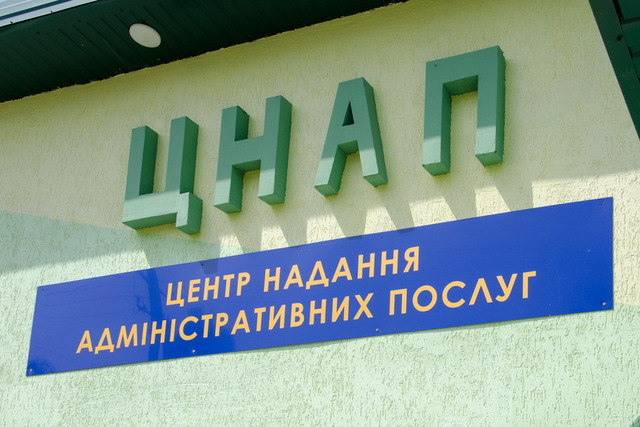 ЦНАП
ЦЕНТР НАДАННЯ
АДМІНІСТРАТИВНИХ ПОСЛУГ